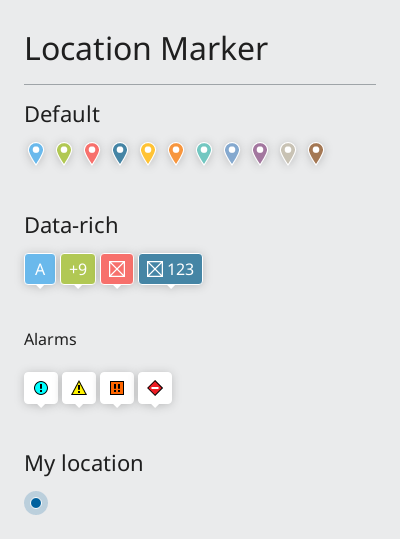 Location Marker
Default
Data-rich
A +9 123
Alarms
! ! !!
My location